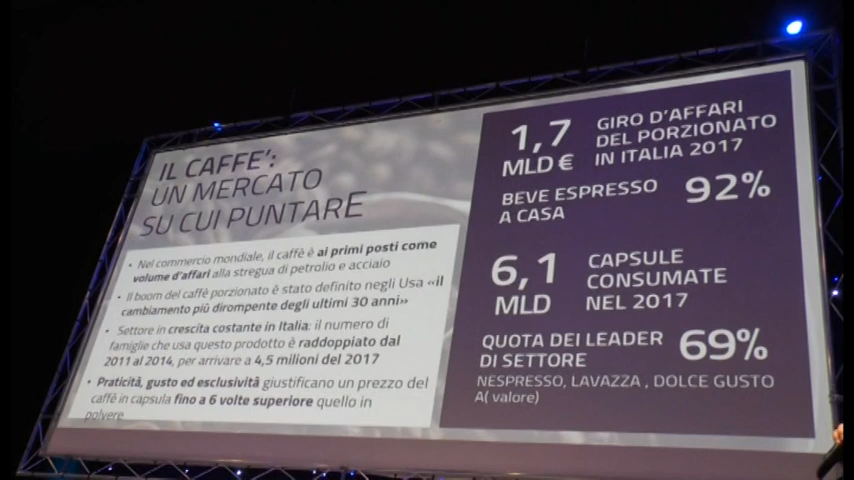 IL CAFFE':
UN MERCATO
SU CUI PUNTARE
• Nel commercio mondiale, il caffè è ai primi posti come
volume d'affari alla stregua di petrolio e acciaio
• Il boom del caffè porzionato è stato definito negli Usa «il
cambiamento più dirompente degli ultimi 30 anni»
• Settore in crescita costante in Italia: il numero di
famiglie che usa questo prodotto è raddoppiato dal
2011 al 2014, per arrivare a 4,5 milioni del 2017
• Praticità, gusto ed esclusività giustificano un prezzo del
caffè in capsula fino a 6 volte superiore quello in
polvere
1,7
MLD €
GIRO D'AFFARI
DEL PORZIONATO
IN ITALIA 2017
BEVE ESPRESSO
A CASA
92%
6,1
MLD
CAPSULE
CONSUMATE
NEL 2017
QUOTA DEI LEADER
DI SETTORE
69%
NESPRESSO, LAVAZZA , DOLCE GUSTO
A( valore)